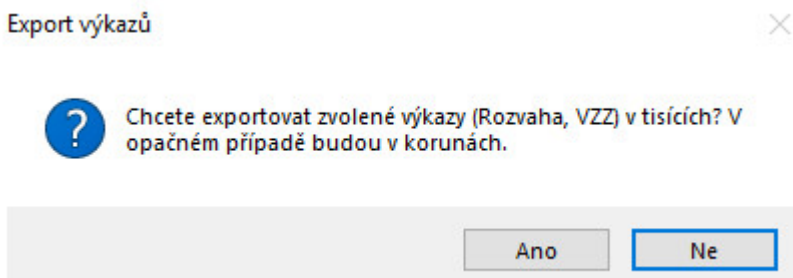 Export výkazů
Chcete exportovat zvolené výkazy (Rozvaha, VZZ) v tisících? V
opačném případě budou v korunách.
Ano
Ne